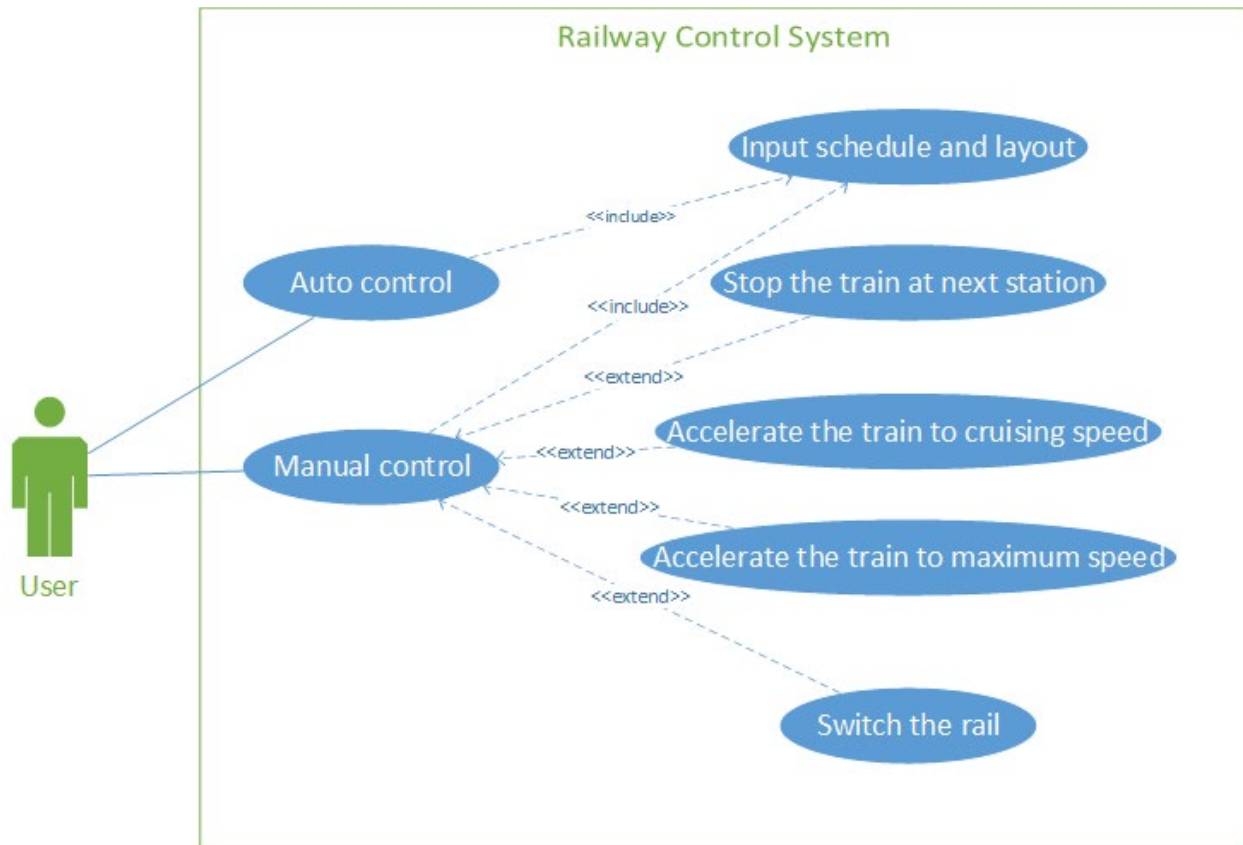 Railway Control System
Input schedule and layout
<<include>>
Auto control
Stop the train at next station
<<include>>
<<extend>>
Accelerate the train to cruising speed
<<extend>>
Manual control
<<extend>>
Accelerate the train to maximum speed
User
<<extend>>
Switch the rail